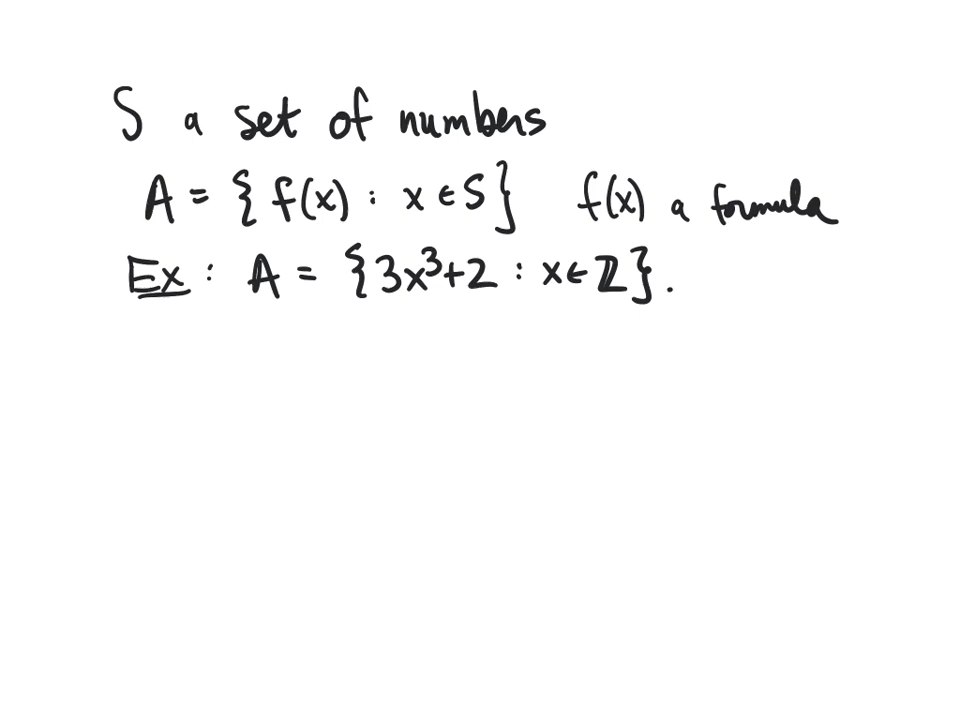 S a set of numbers
A = { f(x) : x ∈ S } f(x) a formula
Ex : A = {3x³+2 : x ∈ ℤ}.